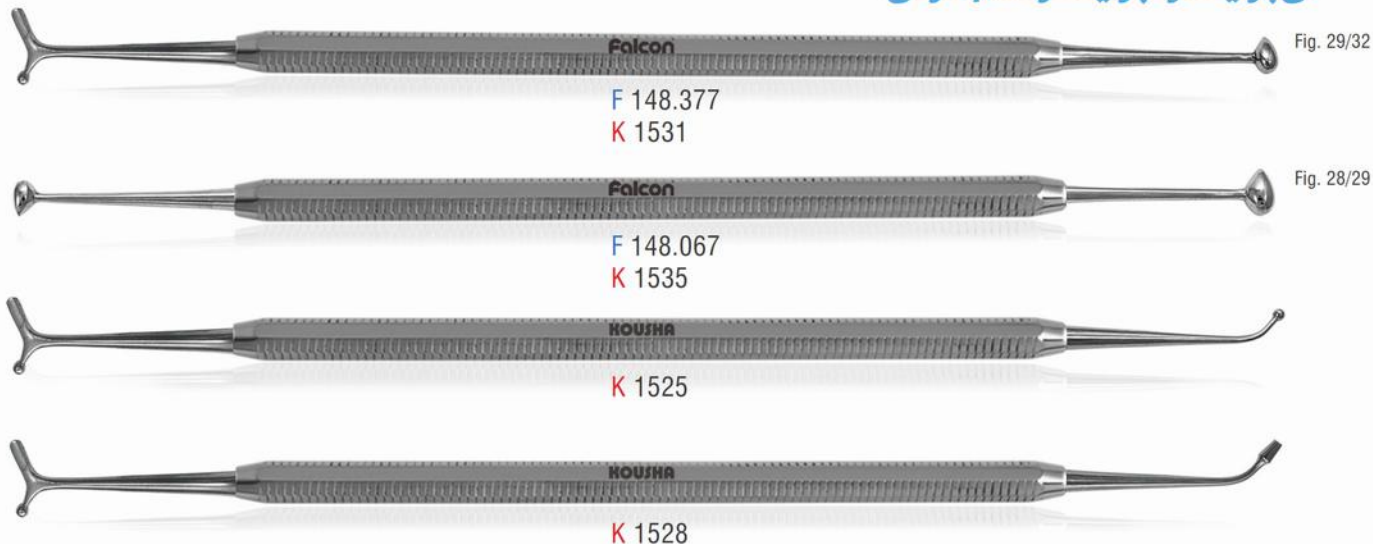 Falcon
Fig. 29/32
F 148.377
K 1531
Falcon
Fig. 28/29
F 148.067
K 1535
KOUSHA
K 1525
KOUSHA
K 1528